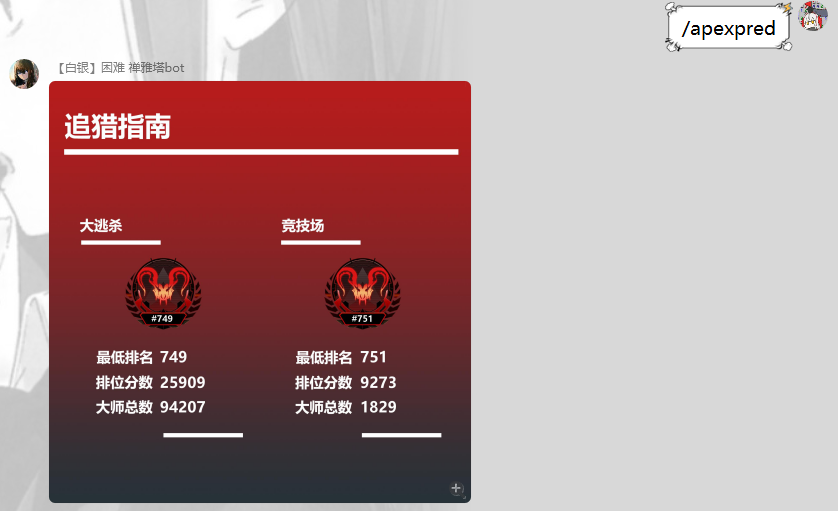 /apexpred
【白银】困难 禅雅塔bot
追猎指南
大逃杀
竞技场
#749
#751
最低排名 749
最低排名 751
排位分数 25909
排位分数 9273
大师总数 94207
大师总数 1829